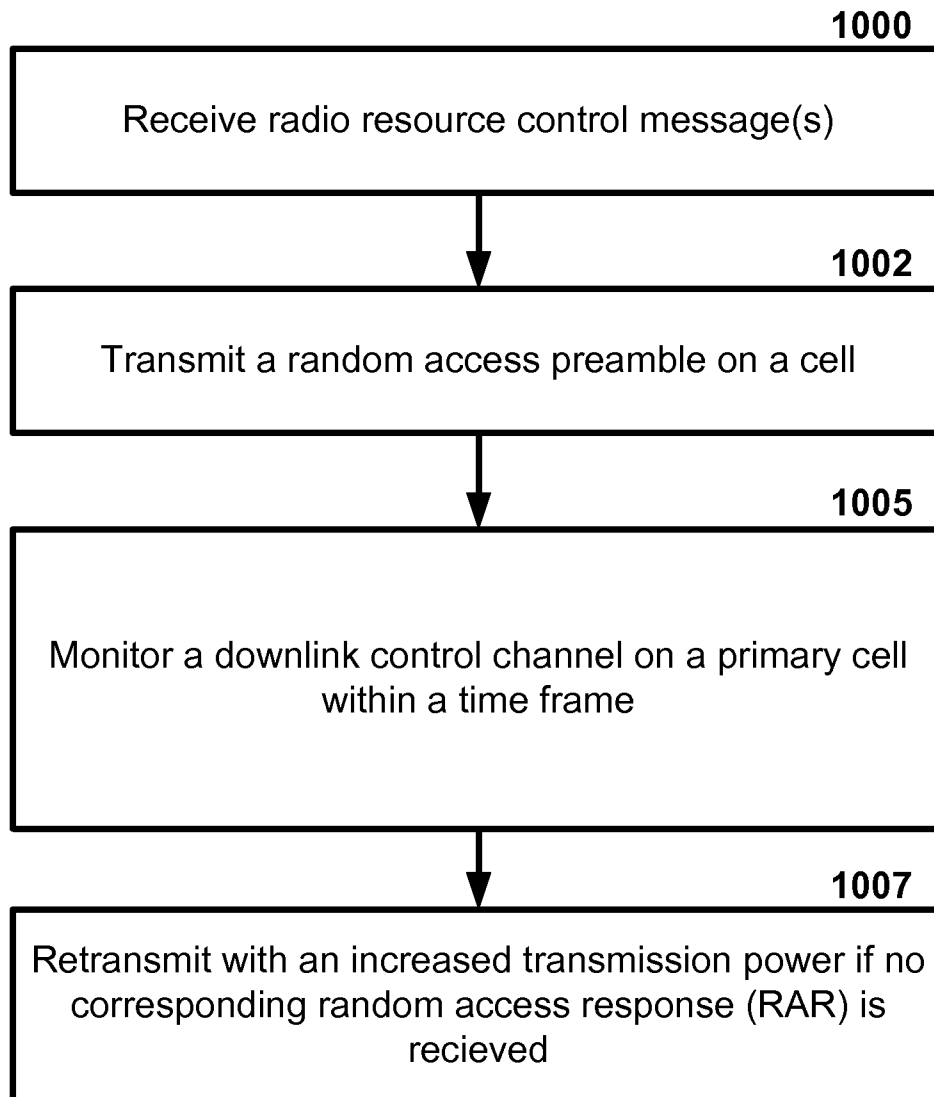 1000
Receive radio resource control message(s)
1002
Transmit a random access preamble on a cell
1005
Monitor a downlink control channel on a primary cell
within a time frame
1007
Retransmit with an increased transmission power if no
corresponding random access response (RAR) is
recieved